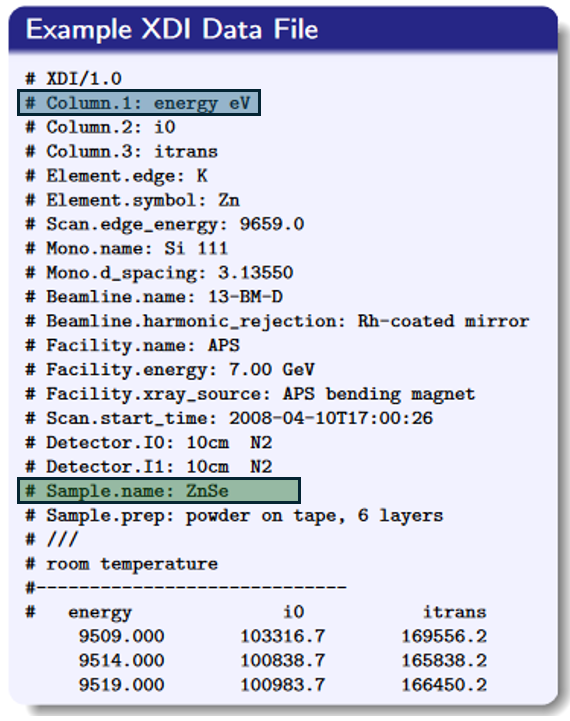 Example XDI Data File
# XDI/1.0
# Column.1: energy eV
# Column.2: i0
# Column.3: itrans
# Element.edge: K
# Element.symbol: Zn
# Scan.edge_energy: 9659.0
# Mono.name: Si 111
# Mono.d_spacing: 3.13550
# Beamline.name: 13-BM-D
# Beamline.harmonic_rejection: Rh-coated mirror
# Facility.name: APS
# Facility.energy: 7.00 GeV
# Facility.xray_source: APS bending magnet
# Scan.start_time: 2008-04-10T17:00:26
# Detector.I0: 10cm  N2
# Detector.I1: 10cm  N2
# Sample.name: ZnSe
# Sample.prep: powder on tape, 6 layers
# ///
# room temperature
#-----------------------------
#   energy              i0           itrans
     9509.000       103316.7       169556.2
     9514.000       100838.7       165838.2
     9519.000       100983.7       166450.2